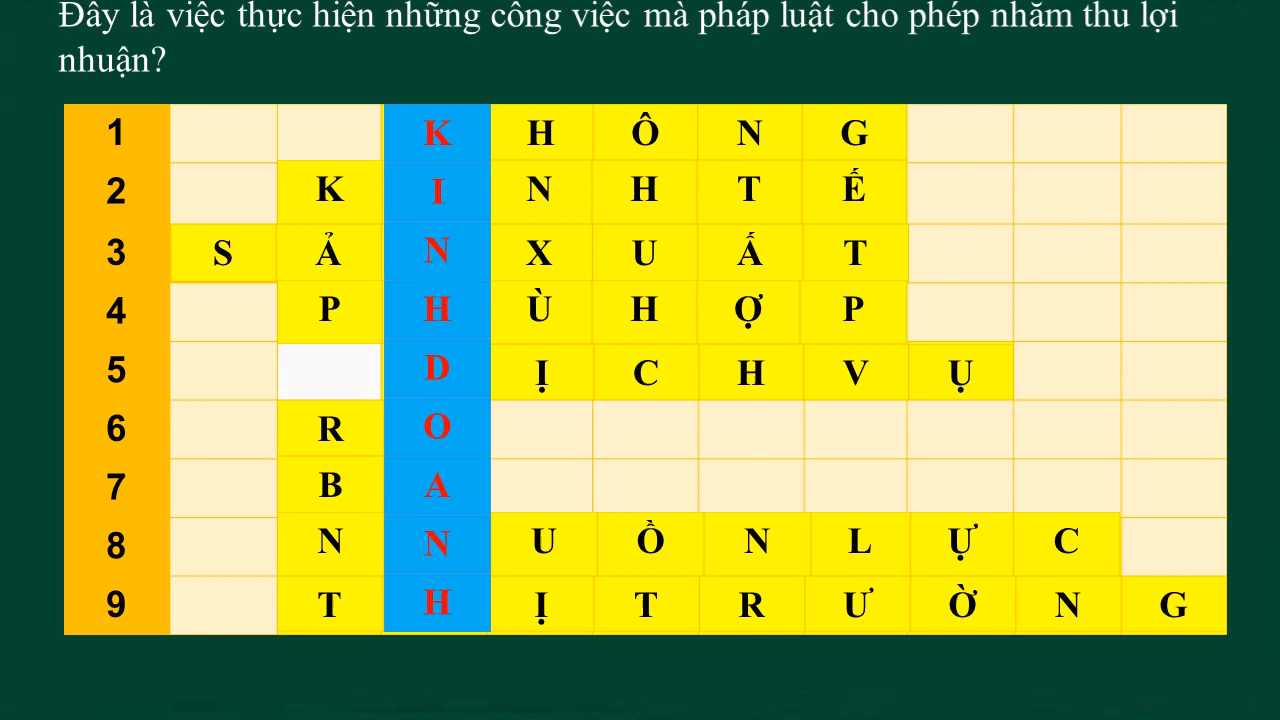 Đây là việc thực hiện những công việc mà pháp luật cho phép nhằm thu lợi
nhuận?
1 K H Ô N G
2 K I N H T Ế
3 S Ả N X U Ấ T
4 P H Ù H Ợ P
5 D Ị C H V Ụ
6 R O
7 B A
8 N N U Ồ N L Ự C
9 T H Ị T R Ư Ờ N G